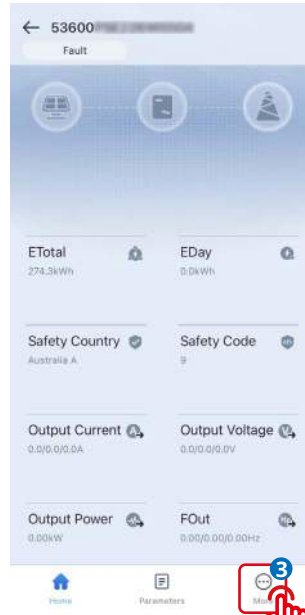 ← 53600
Fault
ETotal
274.3kWh
EDay
0.0kWh
Safety Country
Australia A
Safety Code
9
Output Current
0.0/0.0/0.0A
Output Voltage
0.0/0.0/0.0V
Output Power
0.00kW
FOut
0.00/0.00/0.00Hz
3
Home
Parameters
More